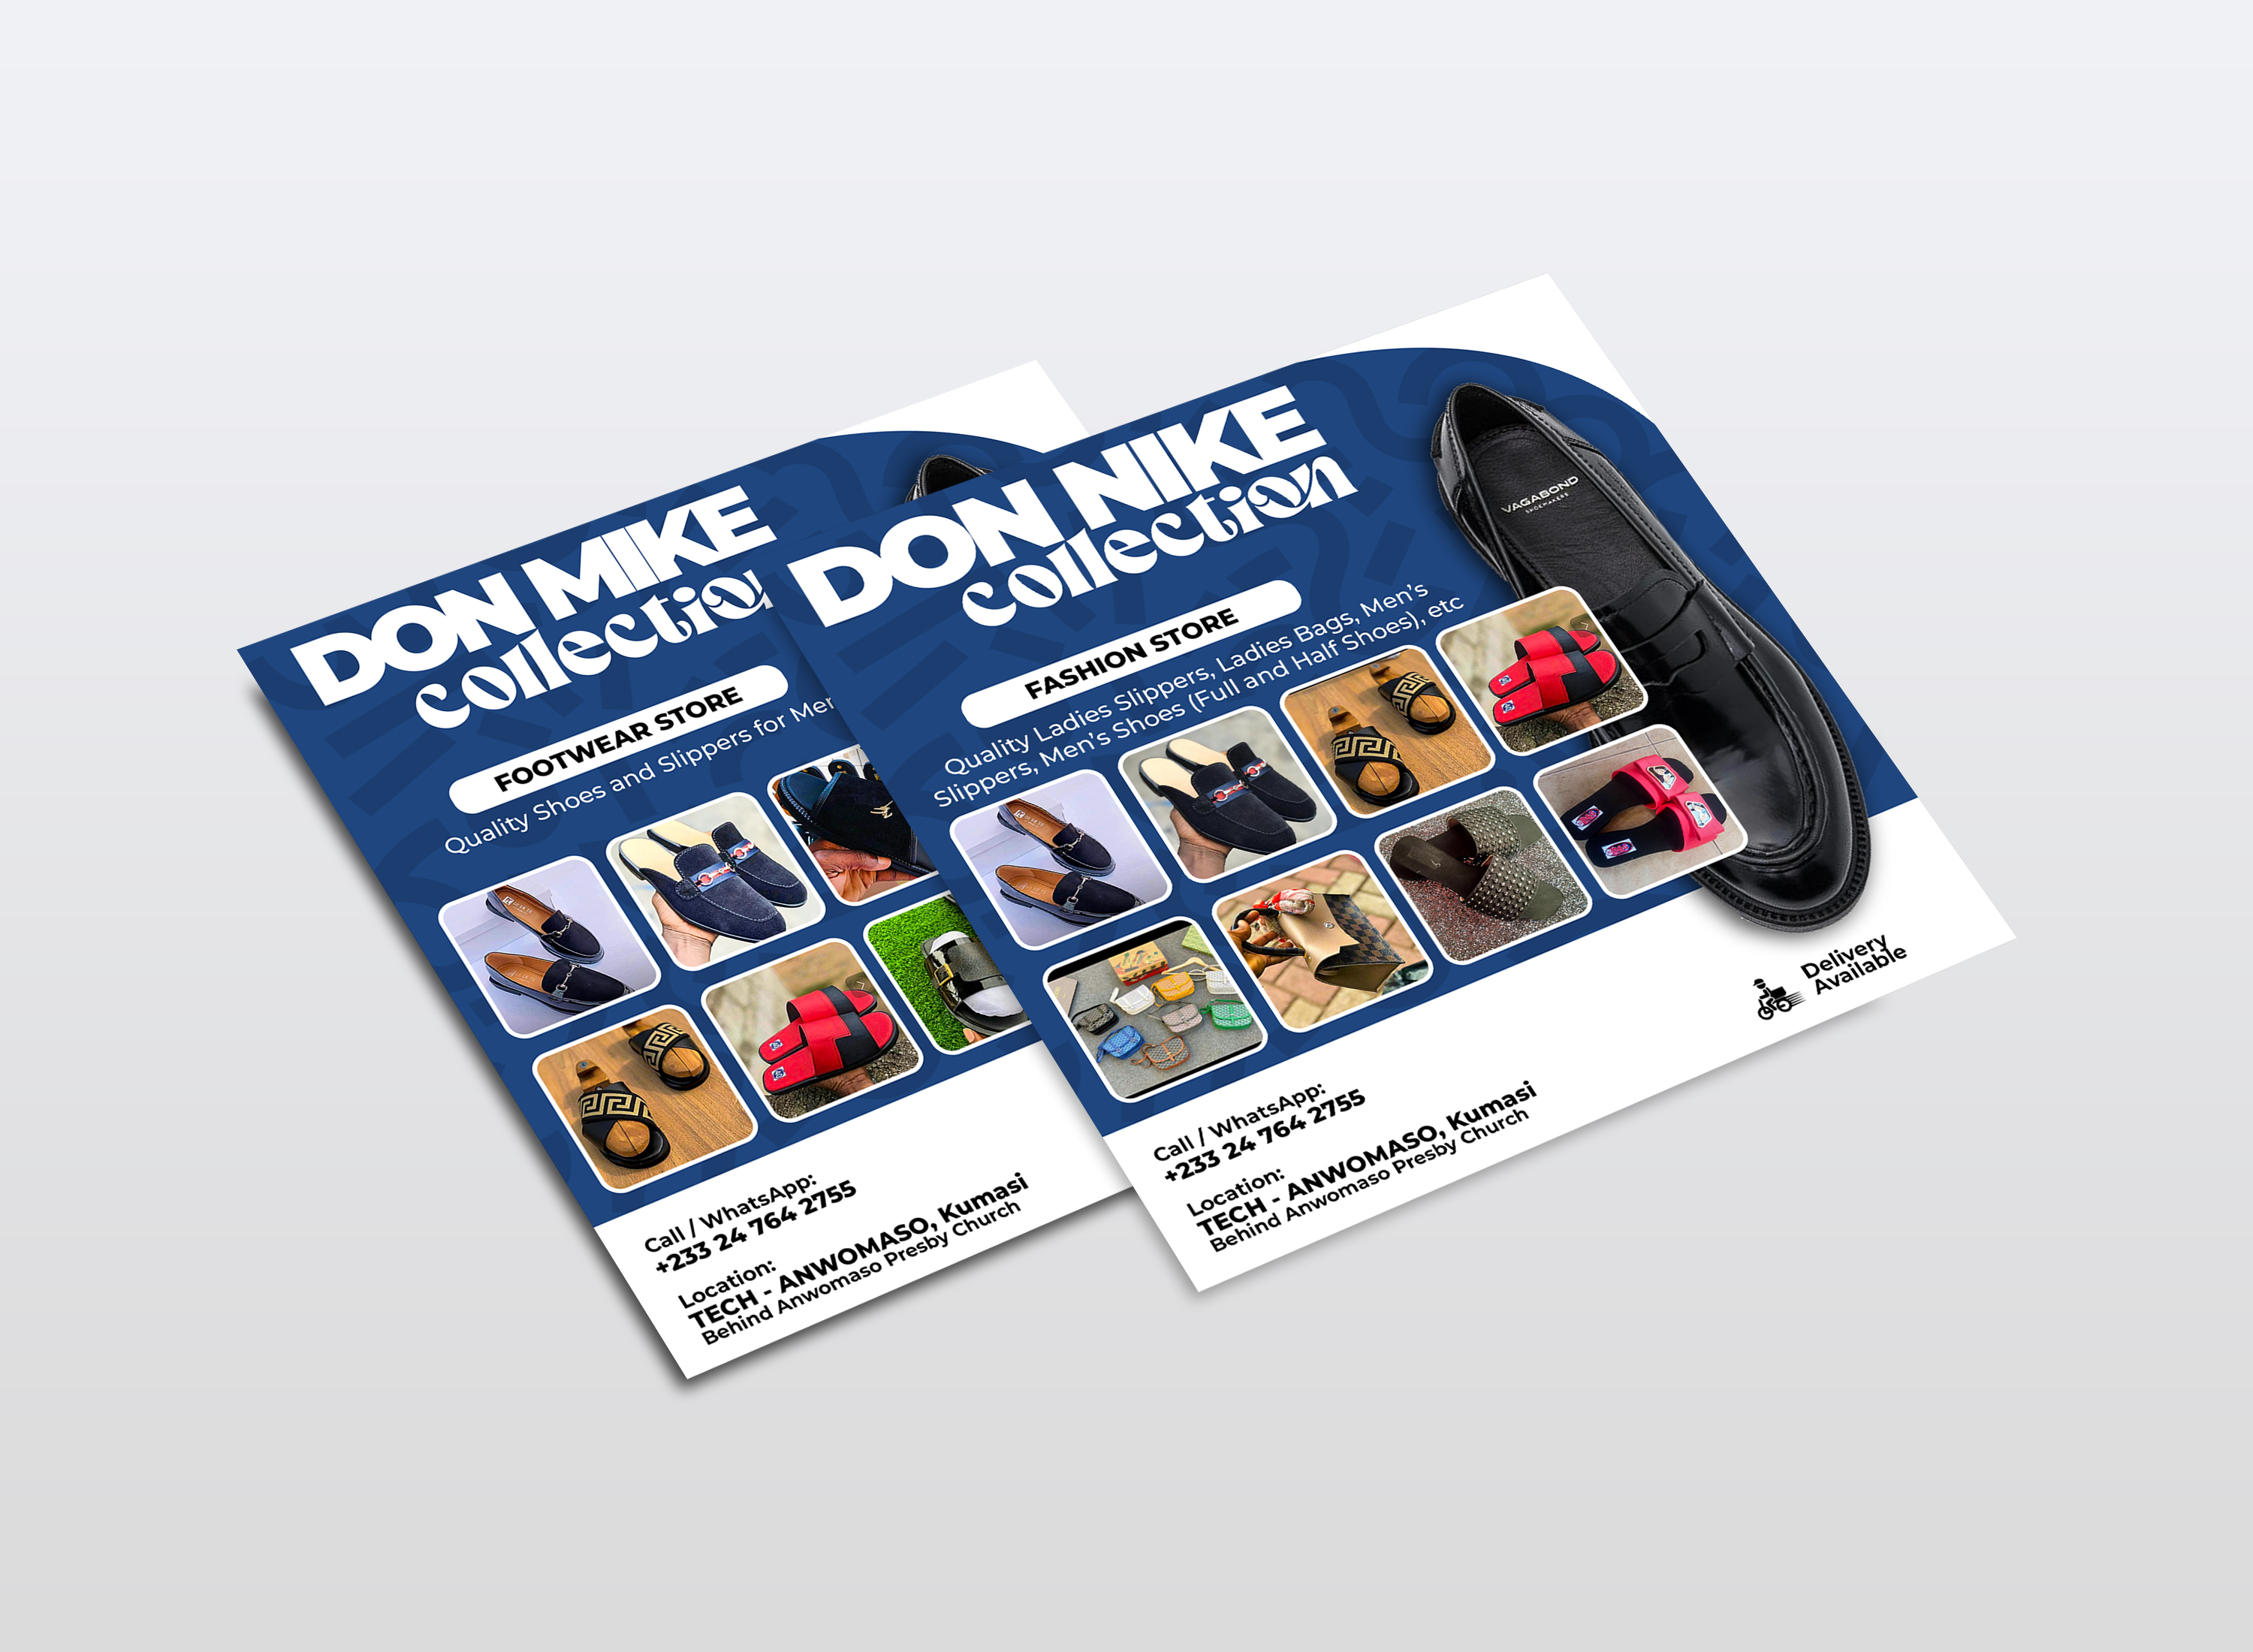 DON MIKE
collection
FOOTWEAR STORE
Quality Shoes and Slippers for
Call / WhatsApp:
+233 24 764 2755
Location:
TECH - ANWOMASO, Kumasi
Behind Anwomaso Presby Church
DON NIKE
collection
VAGABOND
SHOEMAKERS
FASHION STORE
Quality Ladies Slippers, Ladies Bags, Men's
Slippers, Men's Shoes (Full and Half Shoes), etc
Delivery
Available
Call / WhatsApp:
+233 24 764 2755
Location:
TECH - ANWOMASO, Kumasi
Behind Anwomaso Presby Church